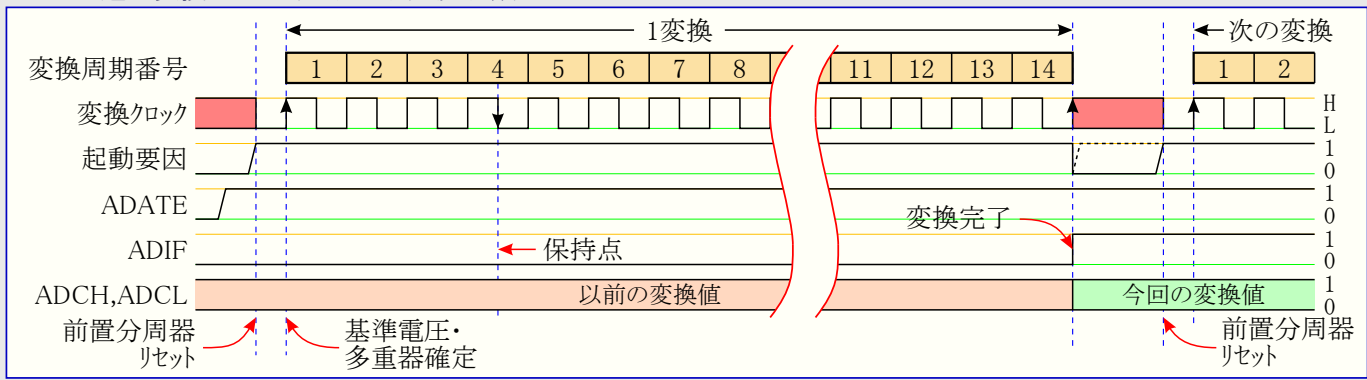 1変換
次の変換
変換周期番号
1 2 3 4 5 6 7 8 11 12 13 14 1 2
変換クロック
H
L
起動要因
1
0
ADATE
1
0
変換完了
ADIF
保持点
1
0
ADCH,ADCL
以前の変換値
今回の変換値
1
0
前置分周器
リセット
基準電圧・
多重器確定
前置分周器
リセット